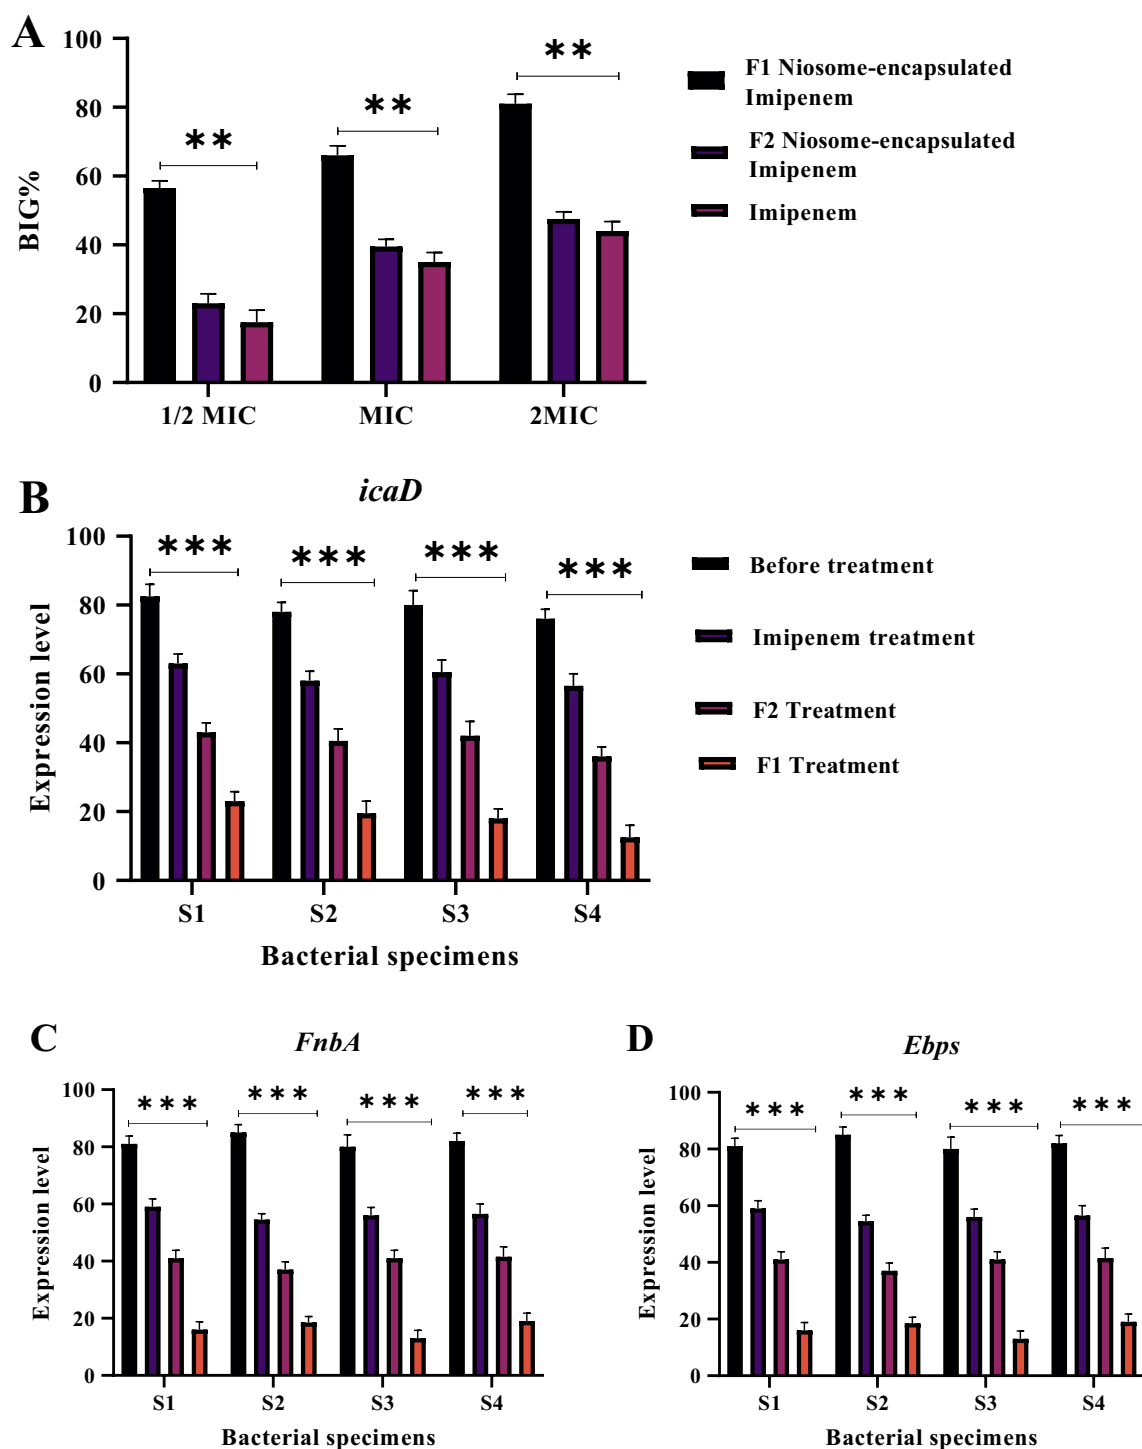 A
100
80
60
40
20
0
BIG%
** ** **
1/2 MIC MIC 2MIC
F1 Niosome-encapsulated
Imipenem
F2 Niosome-encapsulated
Imipenem
Imipenem
B
icaD
100
80
60
40
20
0
Expression level
*** *** *** ***
S1 S2 S3 S4
Bacterial specimens
Before treatment
Imipenem treatment
F2 Treatment
F1 Treatment
C
FnbA
100
80
60
40
20
0
Expression level
*** *** *** ***
S1 S2 S3 S4
Bacterial specimens
D
Ebps
100
80
60
40
20
0
Expression level
*** *** *** ***
S1 S2 S3 S4
Bacterial specimens